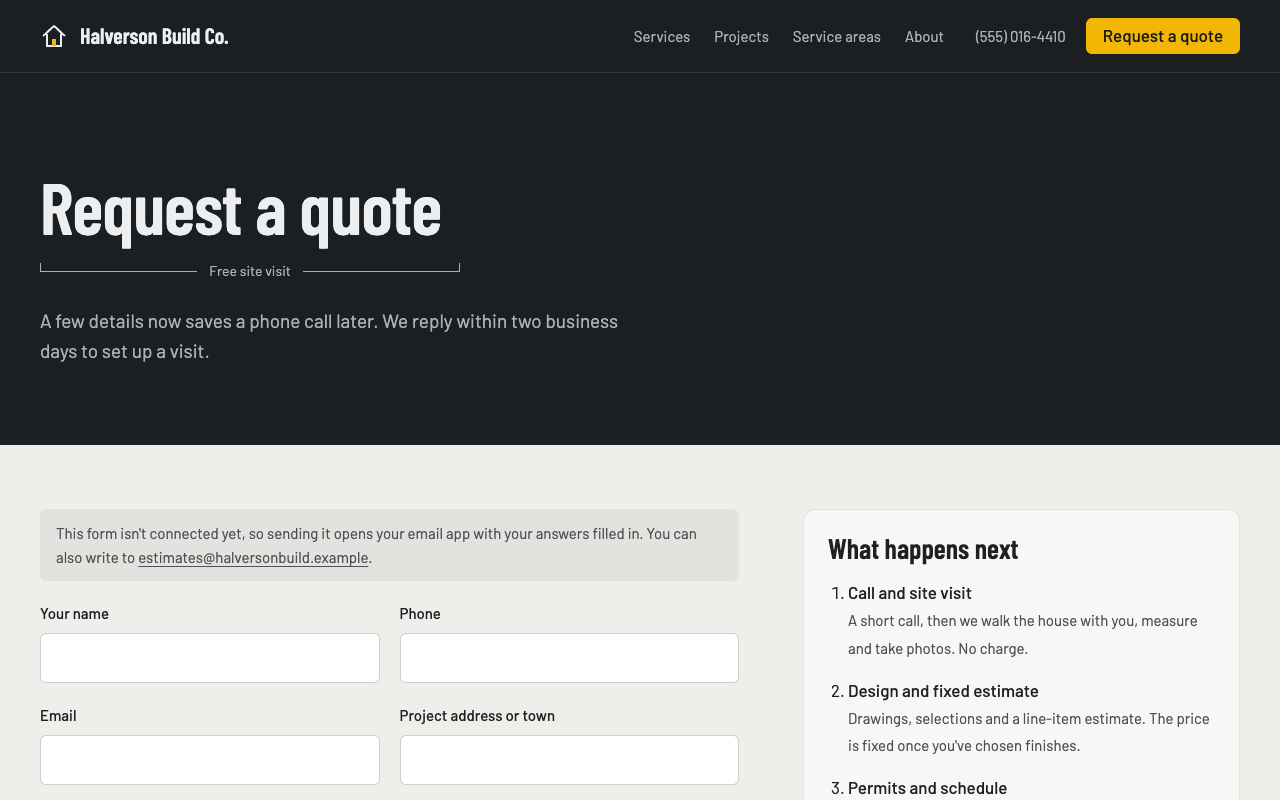 Halverson Build Co.
Services
Projects
Service areas
About
(555) 016-4410
Request a quote
Request a quote
Free site visit
A few details now saves a phone call later. We reply within two business
days to set up a visit.
This form isn't connected yet, so sending it opens your email app with your answers filled in. You can
also write to estimates@halversonbuild.example.
Your name
Phone
Email
Project address or town
What happens next
1. Call and site visit
A short call, then we walk the house with you, measure
and take photos. No charge.
2. Design and fixed estimate
Drawings, selections and a line-item estimate. The price
is fixed once you've chosen finishes.
3. Permits and schedule